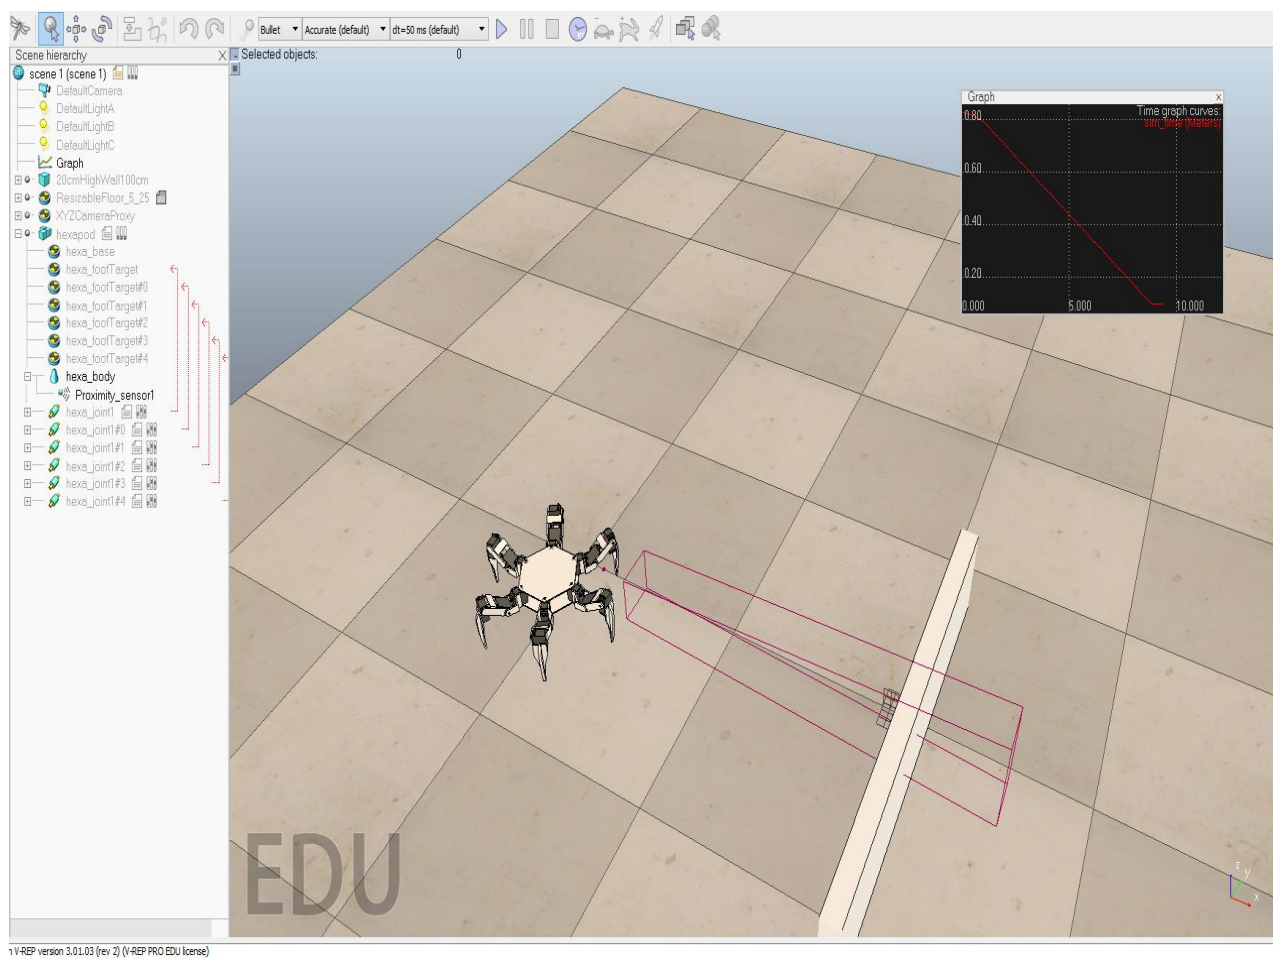 Bullet Accurate (default) dt=50 ms (default)
Scene hierarchy X Selected objects: 0
scene 1 (scene 1)
DefaultCamera
DefaultLightA
DefaultLightB
DefaultLightC
Graph
20cmHighWall100cm
ResizableFloor_5_25
XYZCameraProxy
hexapod
hexa_base
hexa_footTarget
hexa_footTarget#0
hexa_footTarget#1
hexa_footTarget#2
hexa_footTarget#3
hexa_footTarget#4
hexa_body
Proximity_sensor1
hexa_joint1
hexa_joint1#0
hexa_joint1#1
hexa_joint1#2
hexa_joint1#3
hexa_joint1#4
Graph x
Time graph curves:
0.80 sim_time (Meters)
0.60
0.40
0.20
0.000 5.000 10.000
EDU
z
y
x
V-REP version 3.01.03 (rev 2) (V-REP PRO EDU license)